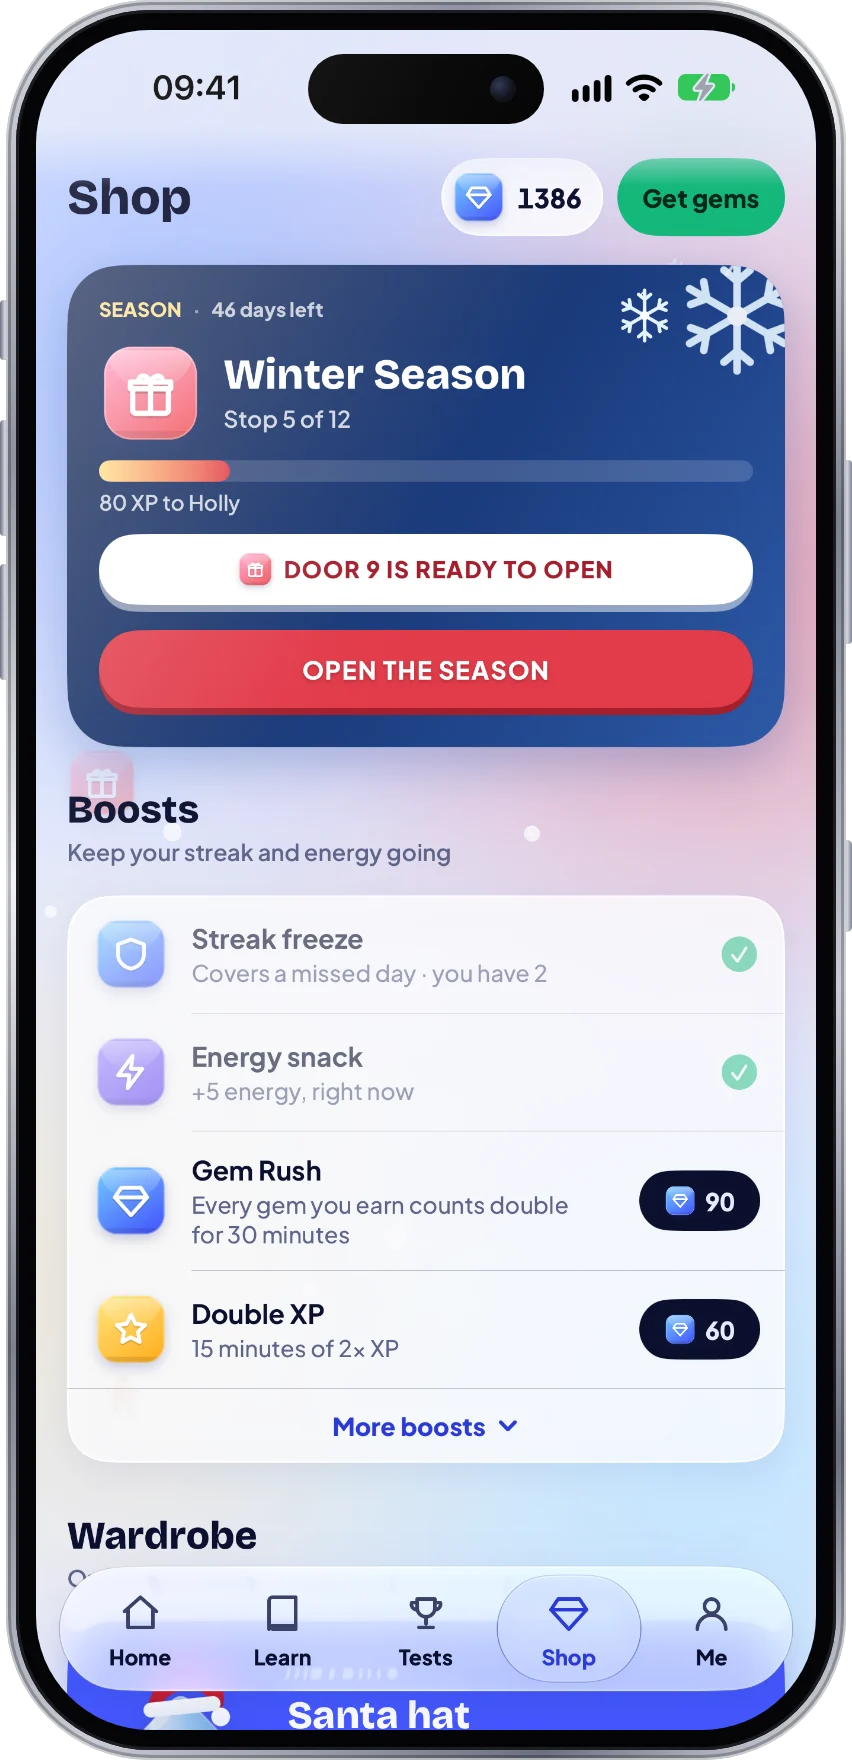 09:41
Shop
1386
Get gems
SEASON · 46 days left
Winter Season
Stop 5 of 12
80 XP to Holly
DOOR 9 IS READY TO OPEN
OPEN THE SEASON
Boosts
Keep your streak and energy going
Streak freeze
Covers a missed day · you have 2
Energy snack
+5 energy, right now
Gem Rush
Every gem you earn counts double
for 30 minutes
90
Double XP
15 minutes of 2× XP
60
More boosts
Wardrobe
Home
Learn
Tests
Shop
Me
Santa hat